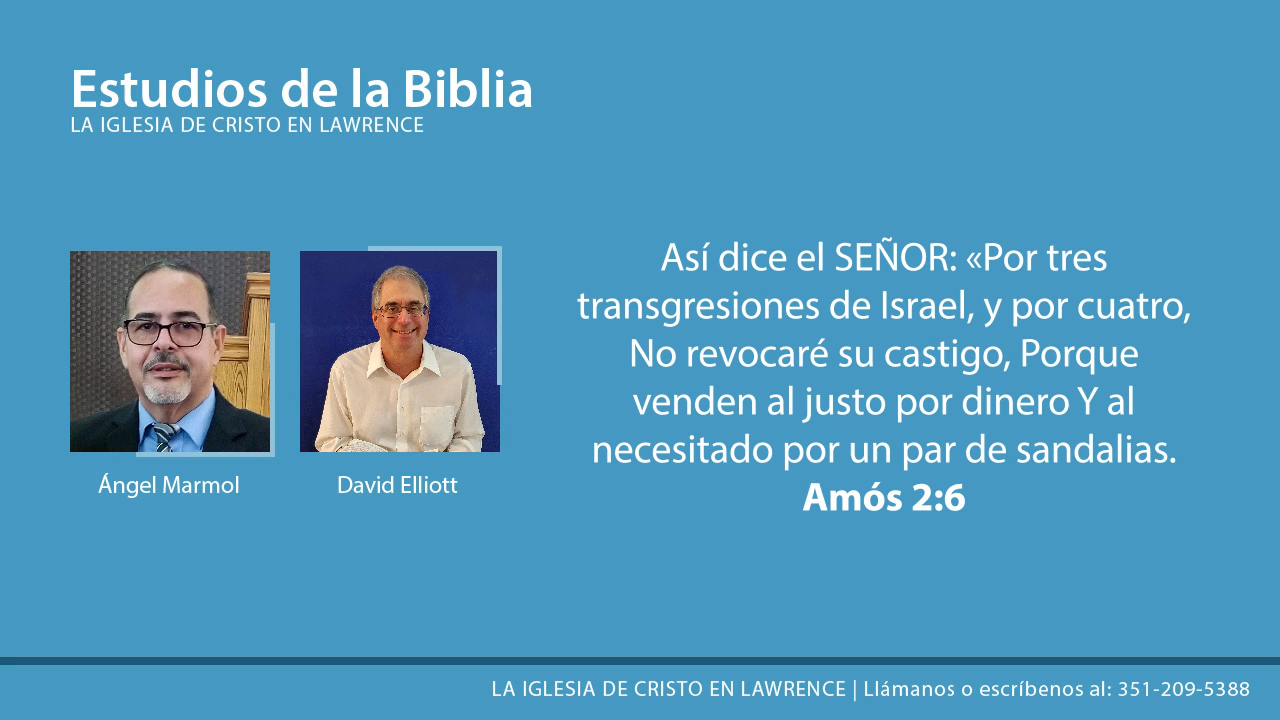 Estudios de la Biblia
LA IGLESIA DE CRISTO EN LAWRENCE
Ángel Marmol
David Elliott
Así dice el SEÑOR: «Por tres
transgresiones de Israel, y por cuatro,
No revocaré su castigo, Porque
venden al justo por dinero Y al
necesitado por un par de sandalias.
Amós 2:6
LA IGLESIA DE CRISTO EN LAWRENCE | Llámanos o escríbenos al: 351-209-5388